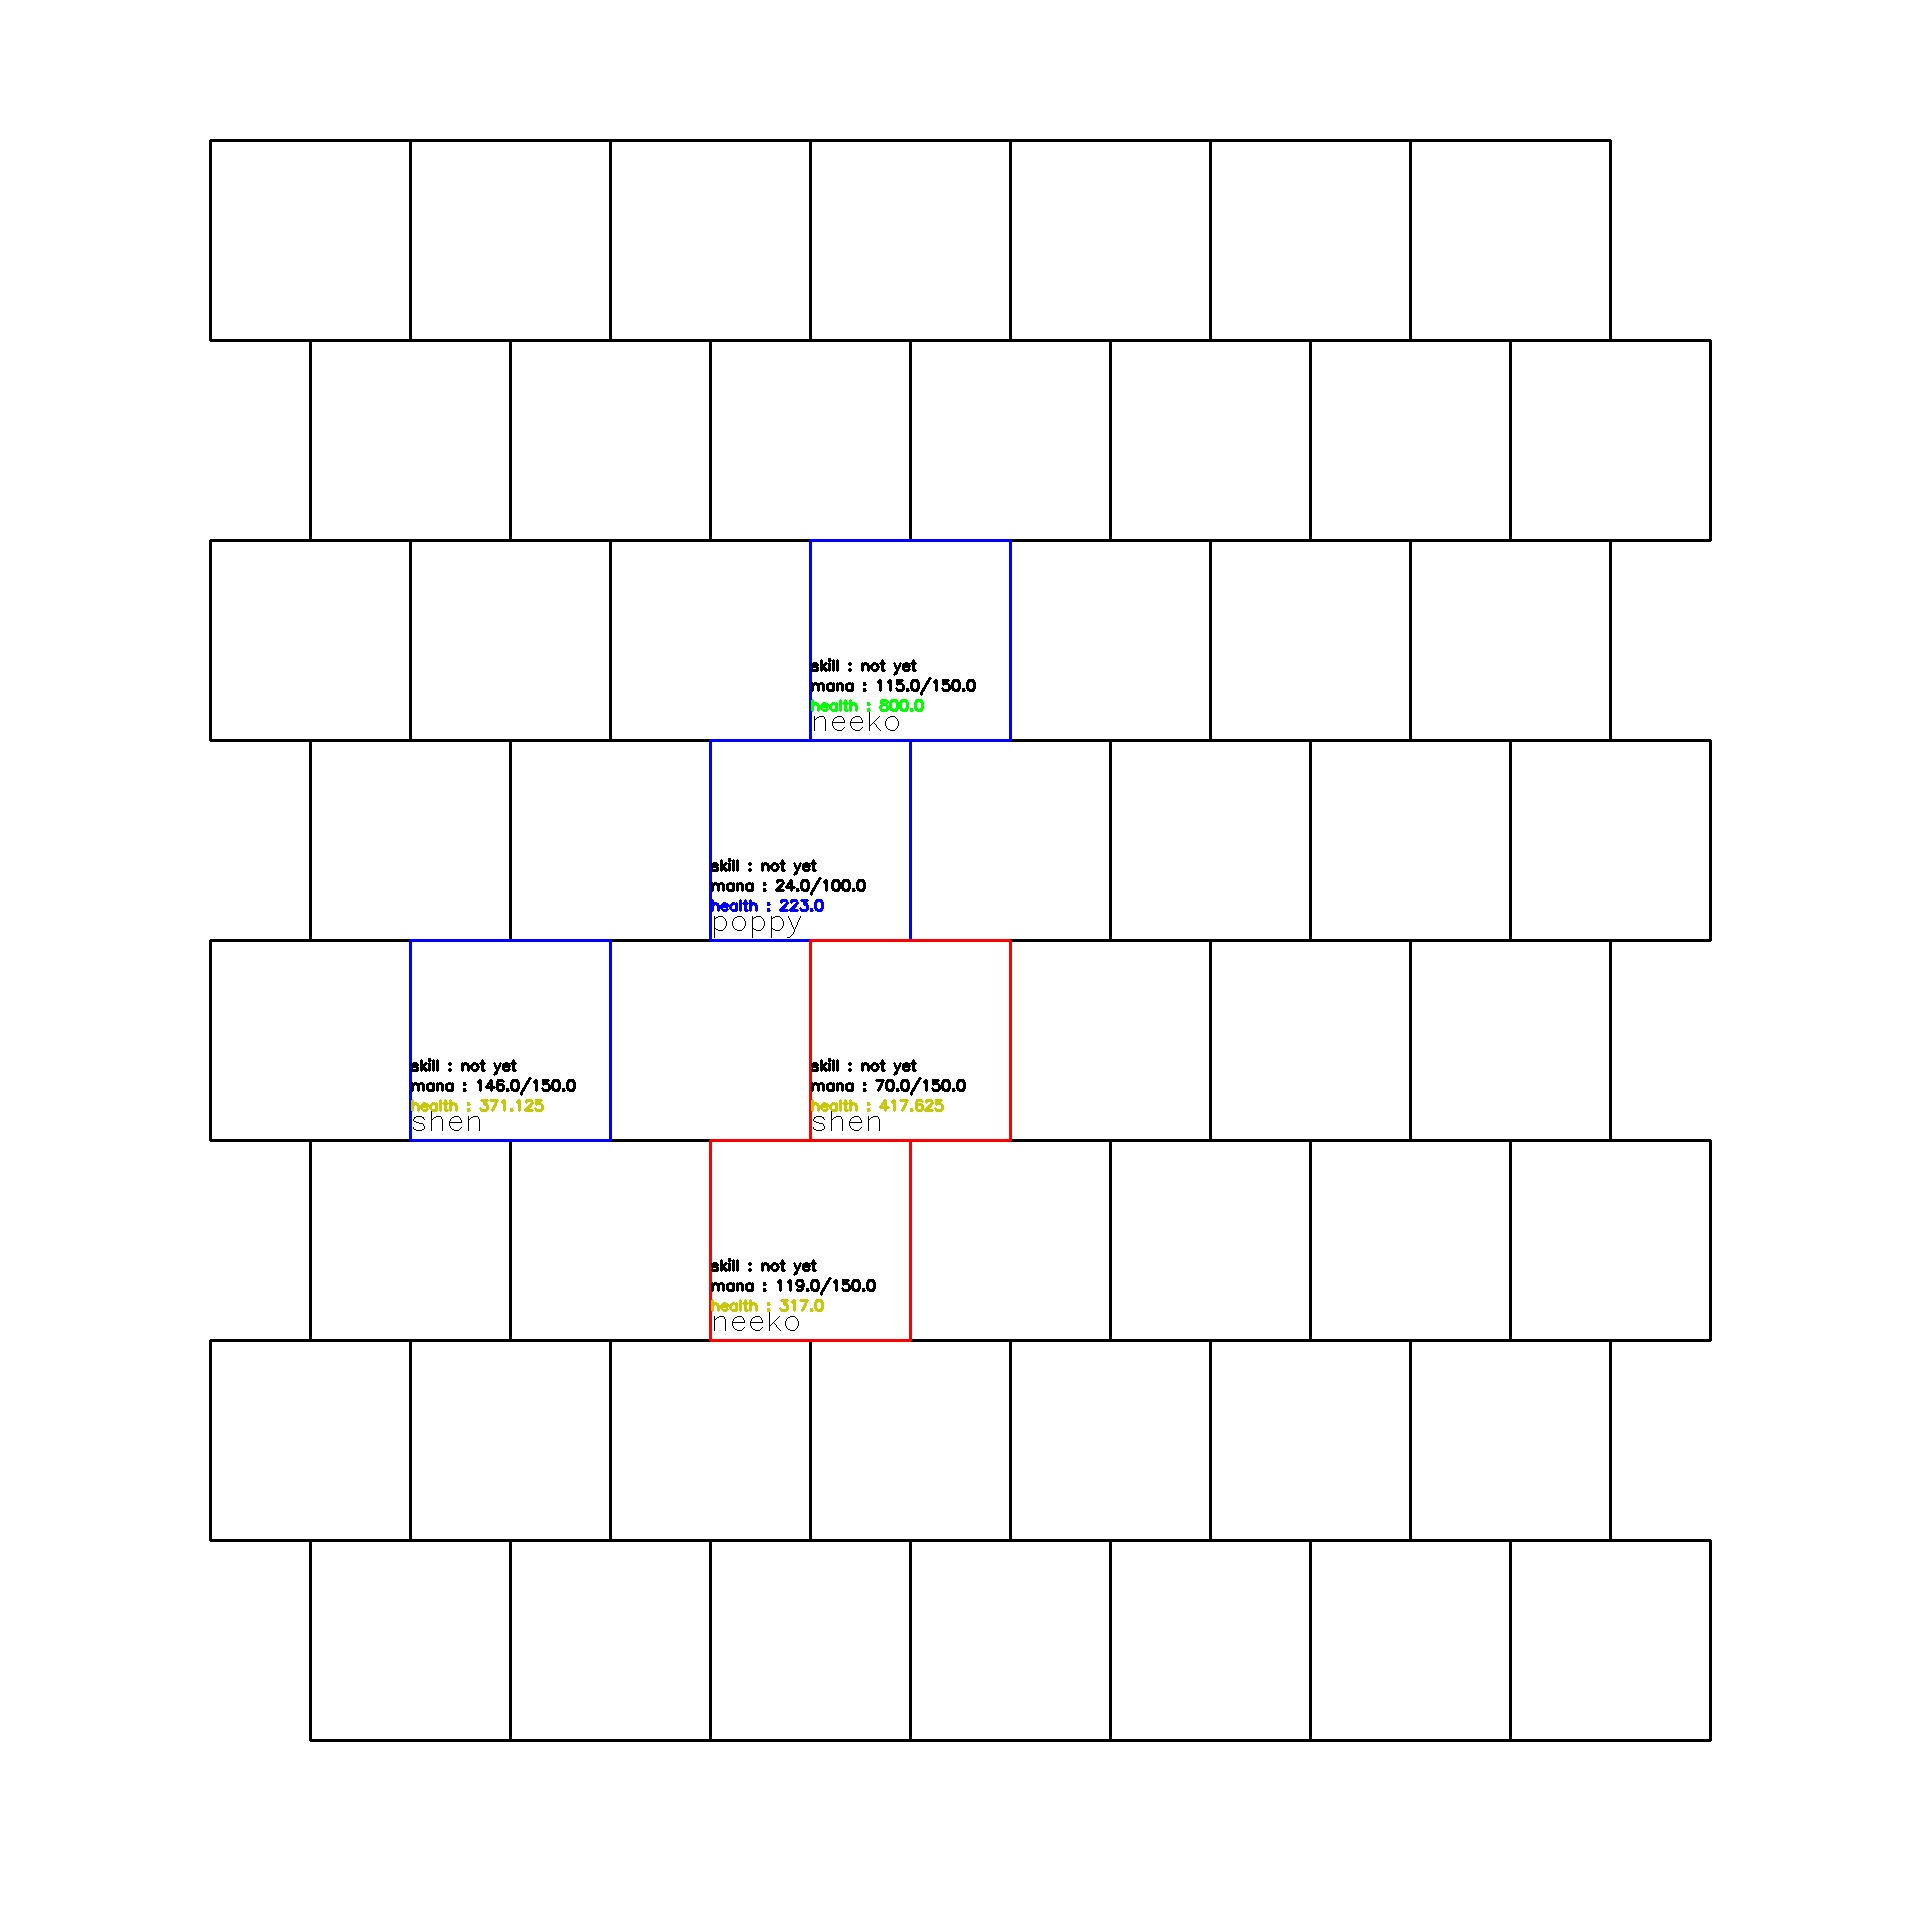 skill : not yet
mana : 115.0/150.0
health : 800.0
neeko
skill : not yet
mana : 24.0/100.0
health : 223.0
poppy
skill : not yet
mana : 146.0/150.0
health : 371.125
shen
skill : not yet
mana : 70.0/150.0
health : 417.625
shen
skill : not yet
mana : 119.0/150.0
health : 317.0
neeko